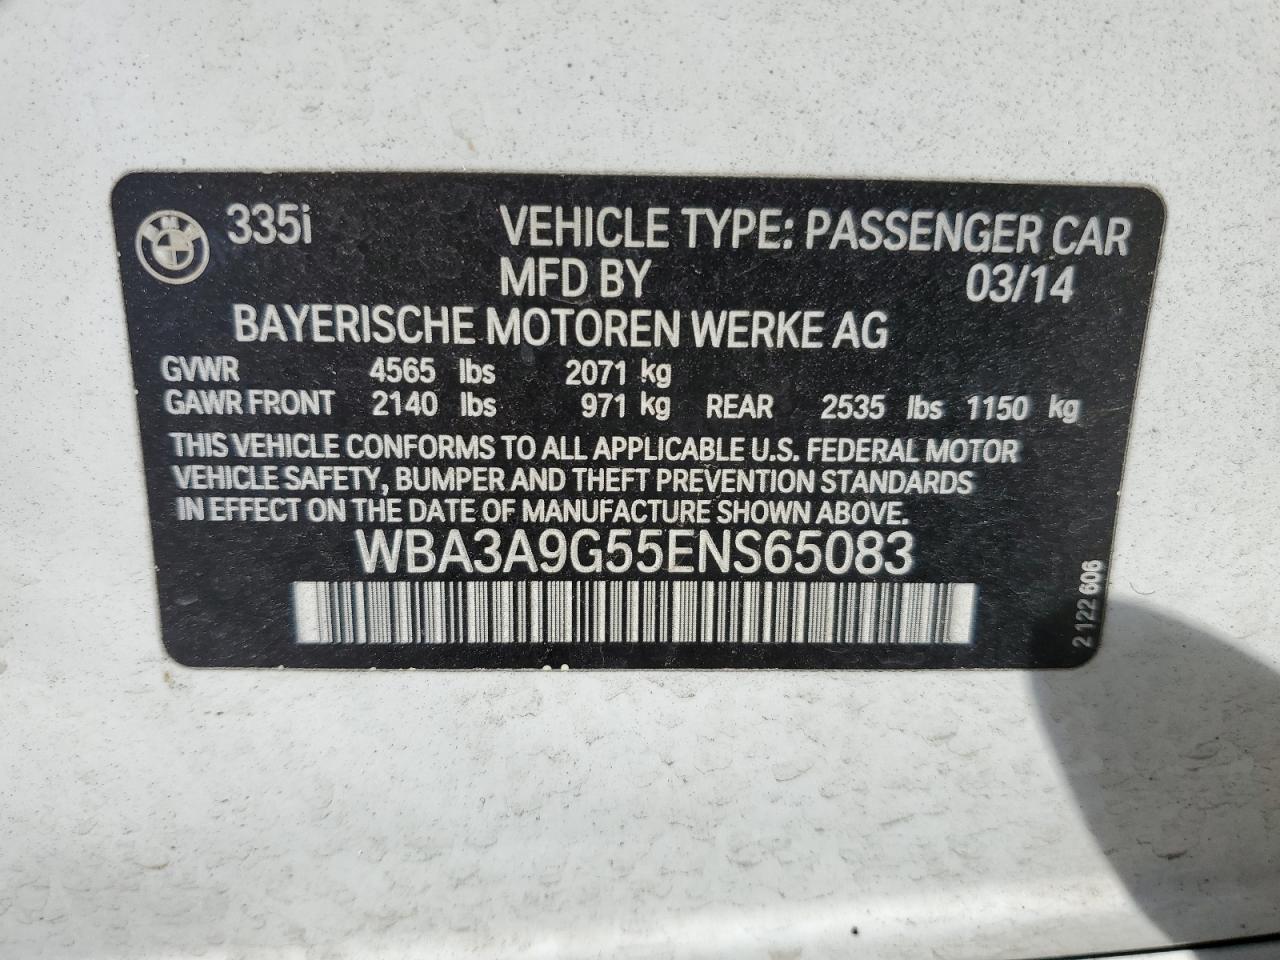 BMW 335i VEHICLE TYPE: PASSENGER CAR
MFD BY 03/14
BAYERISCHE MOTOREN WERKE AG
GVWR 4565 lbs 2071 kg
GAWR FRONT 2140 lbs 971 kg REAR 2535 lbs 1150 kg
THIS VEHICLE CONFORMS TO ALL APPLICABLE U.S. FEDERAL MOTOR
VEHICLE SAFETY, BUMPER AND THEFT PREVENTION STANDARDS
IN EFFECT ON THE DATE OF MANUFACTURE SHOWN ABOVE.
WBA3A9G55ENS65083
2 122 606